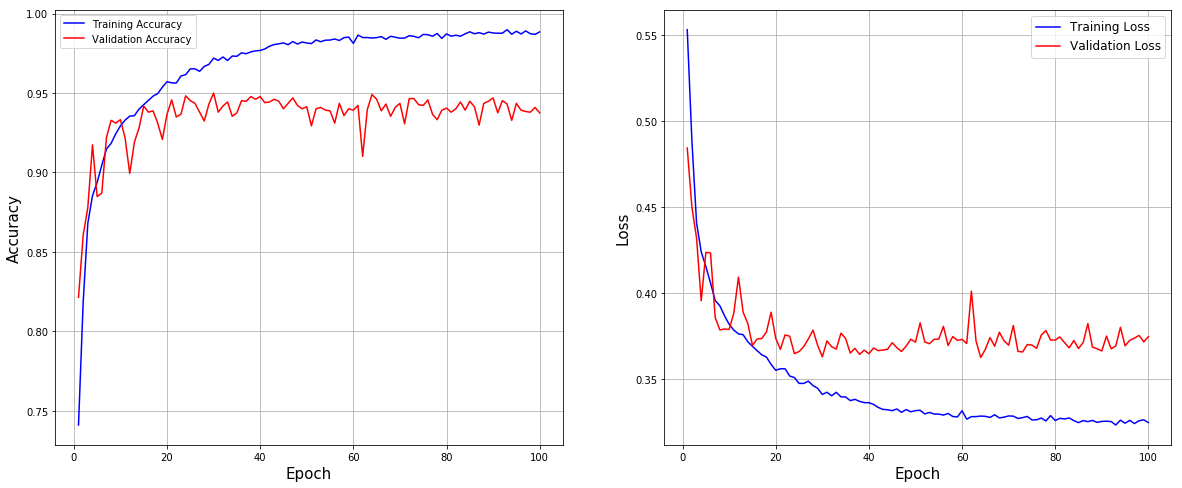 1.00
0.95
0.90
0.85
0.80
0.75
Accuracy
Training Accuracy
Validation Accuracy
0 20 40 60 80 100
Epoch
0.55
0.50
0.45
0.40
0.35
Loss
Training Loss
Validation Loss
0 20 40 60 80 100
Epoch